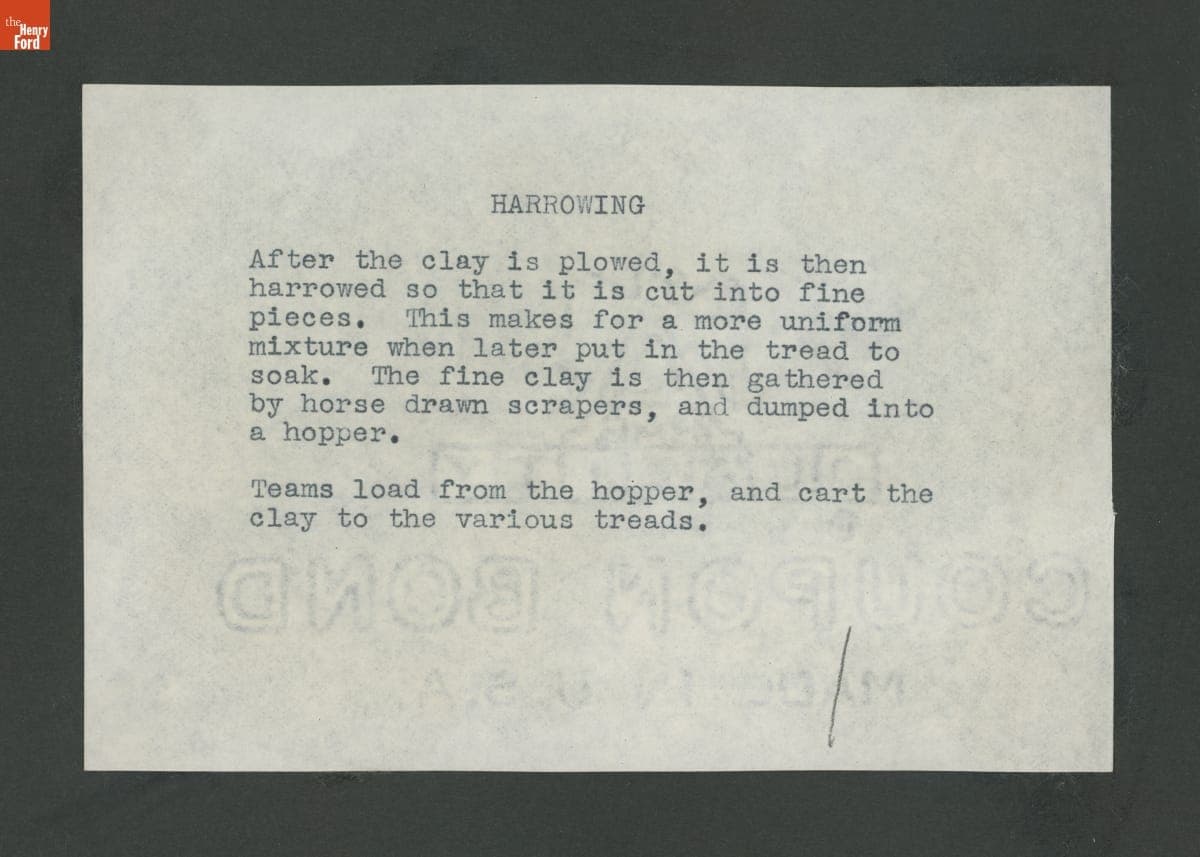 the
Henry
Ford
HARROWING
After the clay is plowed, it is then
harrowed so that it is cut into fine
pieces.  This makes for a more uniform
mixture when later put in the tread to
soak.  The fine clay is then gathered
by horse drawn scrapers, and dumped into
a hopper.
Teams load from the hopper, and cart the
clay to the various treads.
COUPON BOND
MADE IN U.S.A.